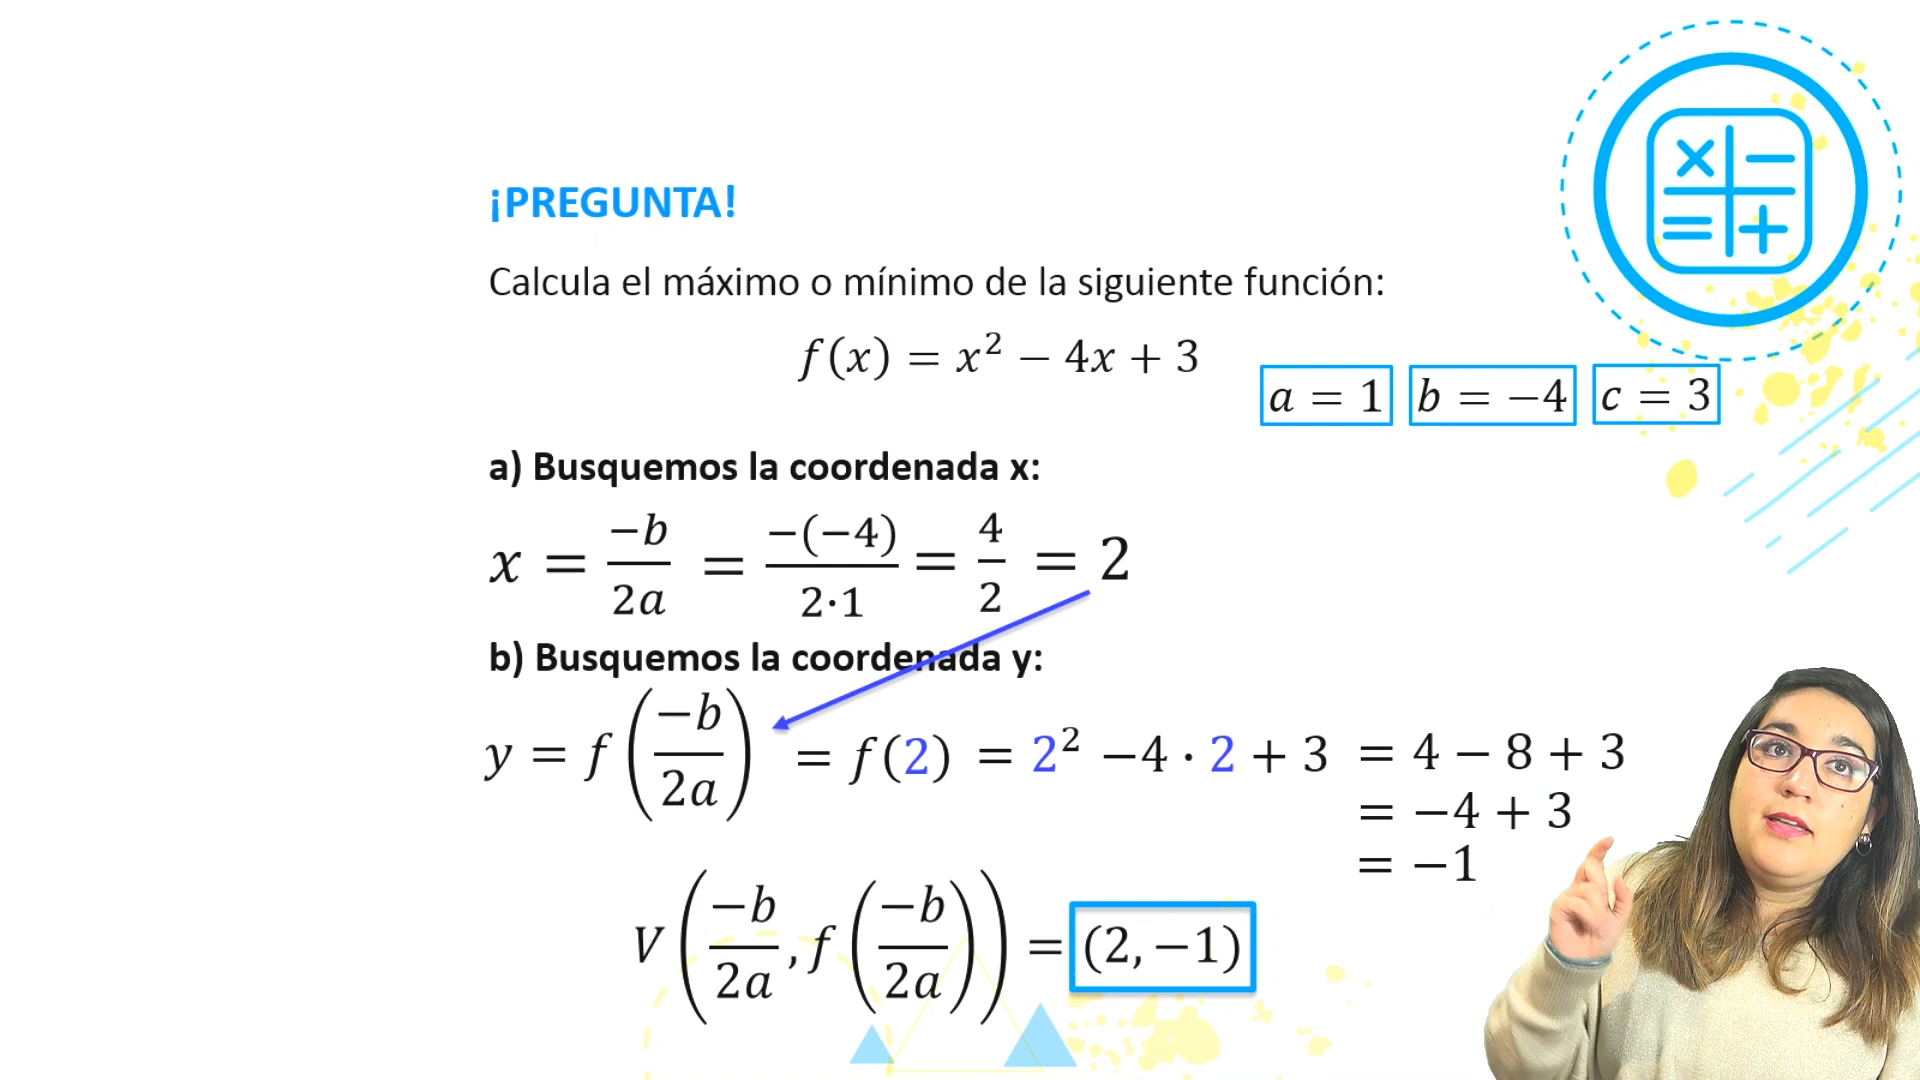 ¡PREGUNTA!
Calcula el máximo o mínimo de la siguiente función:
f(x) = x² − 4x + 3
a = 1 b = −4 c = 3
a) Busquemos la coordenada x:
x = −b/2a = −(−4)/2·1 = 4/2 = 2
b) Busquemos la coordenada y:
y = f(−b/2a) = f(2) = 2² −4 · 2 + 3 = 4 − 8 + 3
= −4 + 3
= −1
V(−b/2a, f(−b/2a)) = (2, −1)